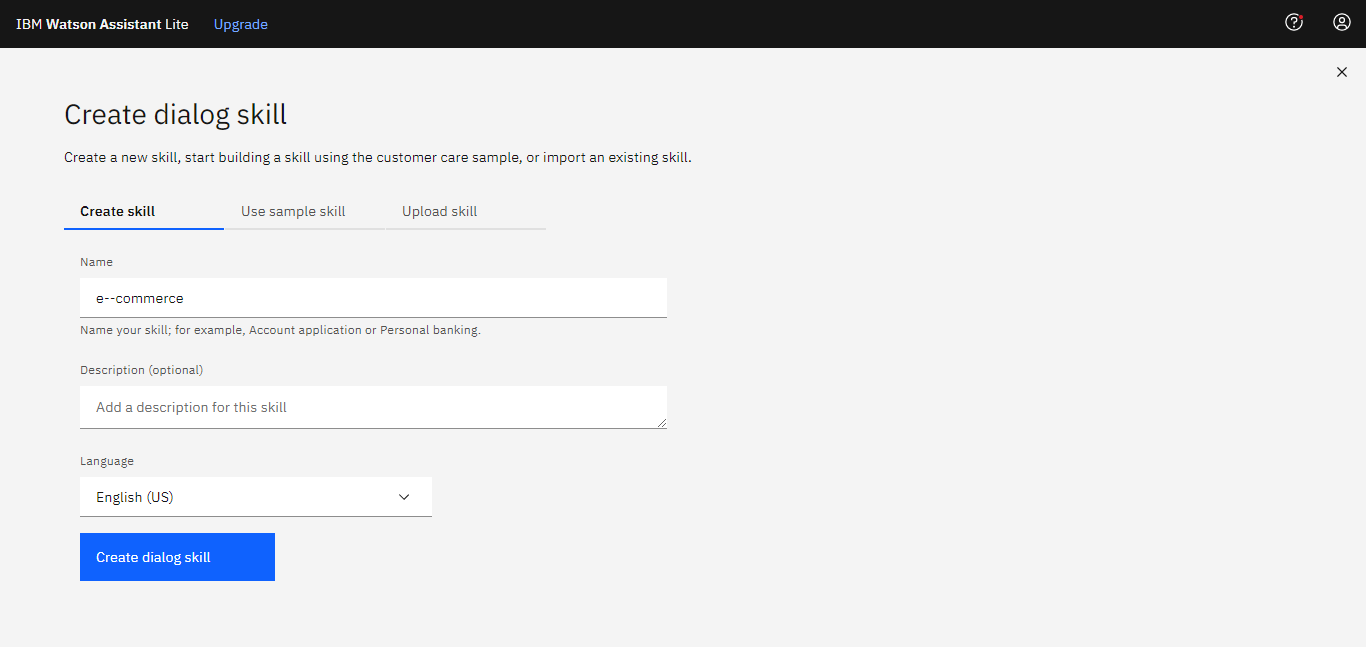 IBM Watson Assistant Lite Upgrade
Create dialog skill
Create a new skill, start building a skill using the customer care sample, or import an existing skill.
Create skill Use sample skill Upload skill
Name
e--commerce
Name your skill; for example, Account application or Personal banking.
Description (optional)
Add a description for this skill
Language
English (US)
Create dialog skill